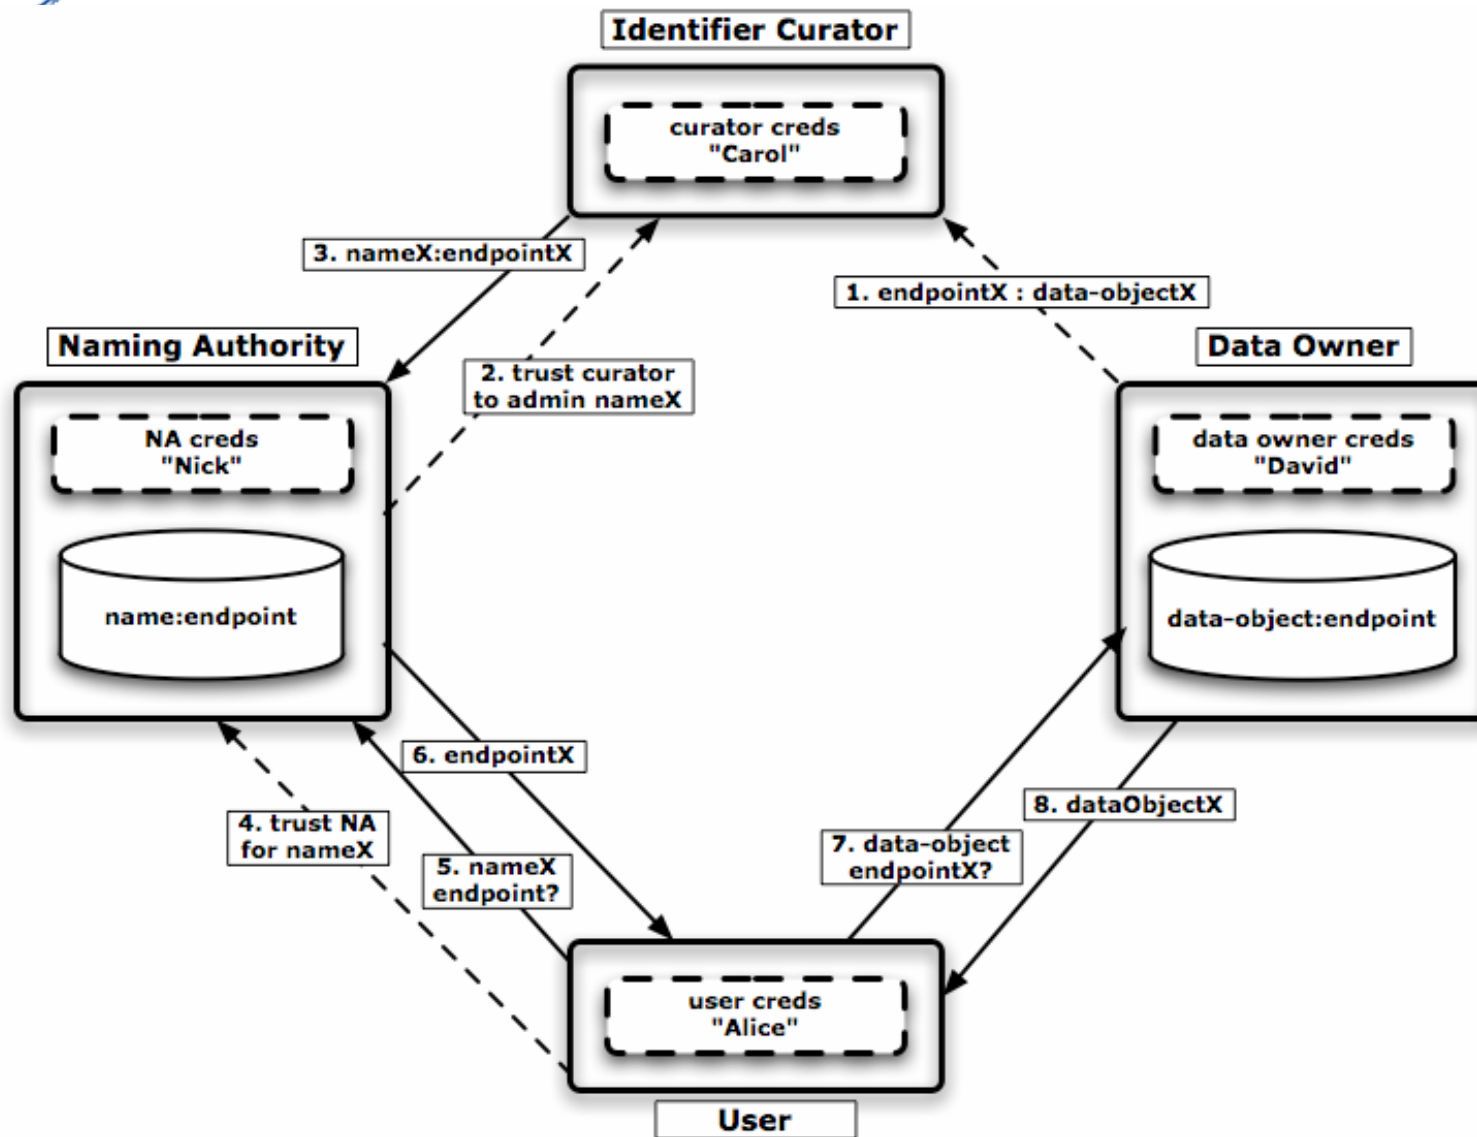 Identifier Curator
curator creds
"Carol"
3. nameX:endpointX
1. endpointX : data-objectX
Naming Authority
2. trust curator
to admin nameX
Data Owner
NA creds
"Nick"
data owner creds
"David"
name:endpoint
data-object:endpoint
6. endpointX
8. dataObjectX
4. trust NA
for nameX
5. nameX
endpoint?
7. data-object
endpointX?
user creds
"Alice"
User